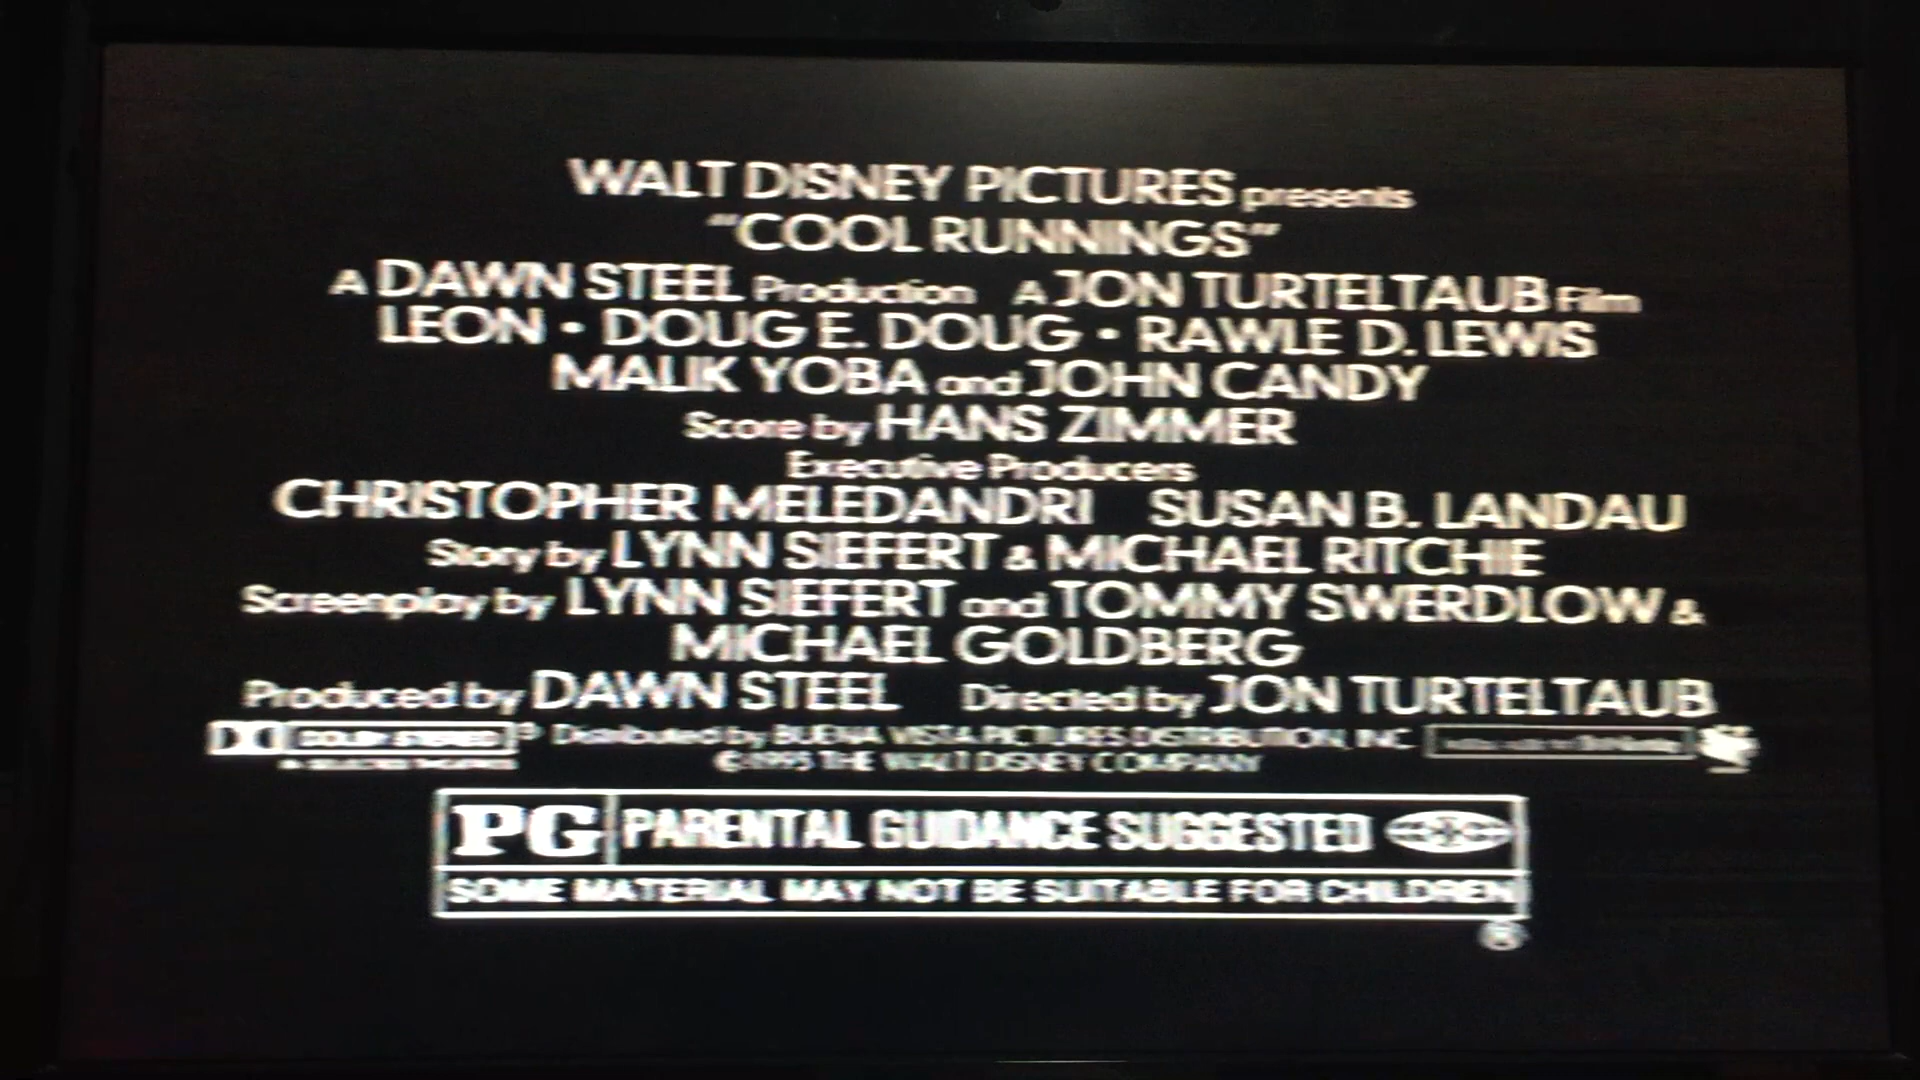 WALT DISNEY PICTURES presents
"COOL RUNNINGS"
A DAWN STEEL Production A JON TURTELTAUB Film
LEON • DOUG E. DOUG • RAWLE D. LEWIS
MALIK YOBA and JOHN CANDY
Score by HANS ZIMMER
Executive Producers
CHRISTOPHER MELEDANDRI SUSAN B. LANDAU
Story by LYNN SIEFERT & MICHAEL RITCHIE
Screenplay by LYNN SIEFERT and TOMMY SWERDLOW &
MICHAEL GOLDBERG
Produced by DAWN STEEL Directed by JON TURTELTAUB
DOLBY STEREO ® Distributed by BUENA VISTA PICTURES DISTRIBUTION, INC.
©1993 THE WALT DISNEY COMPANY
PG PARENTAL GUIDANCE SUGGESTED
SOME MATERIAL MAY NOT BE SUITABLE FOR CHILDREN
®